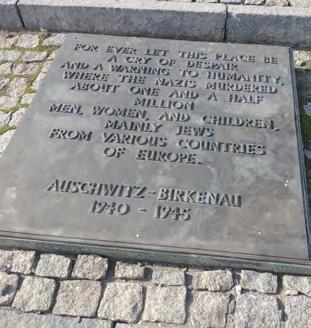 FOR EVER LET THIS PLACE BE
A CRY OF DESPAIR
AND A WARNING TO HUMANITY,
WHERE THE NAZIS MURDERED
ABOUT ONE AND A HALF
MILLION
MEN, WOMEN, AND CHILDREN,
MAINLY JEWS
FROM VARIOUS COUNTRIES
OF EUROPE.
AUSCHWITZ-BIRKENAU
1940 - 1945